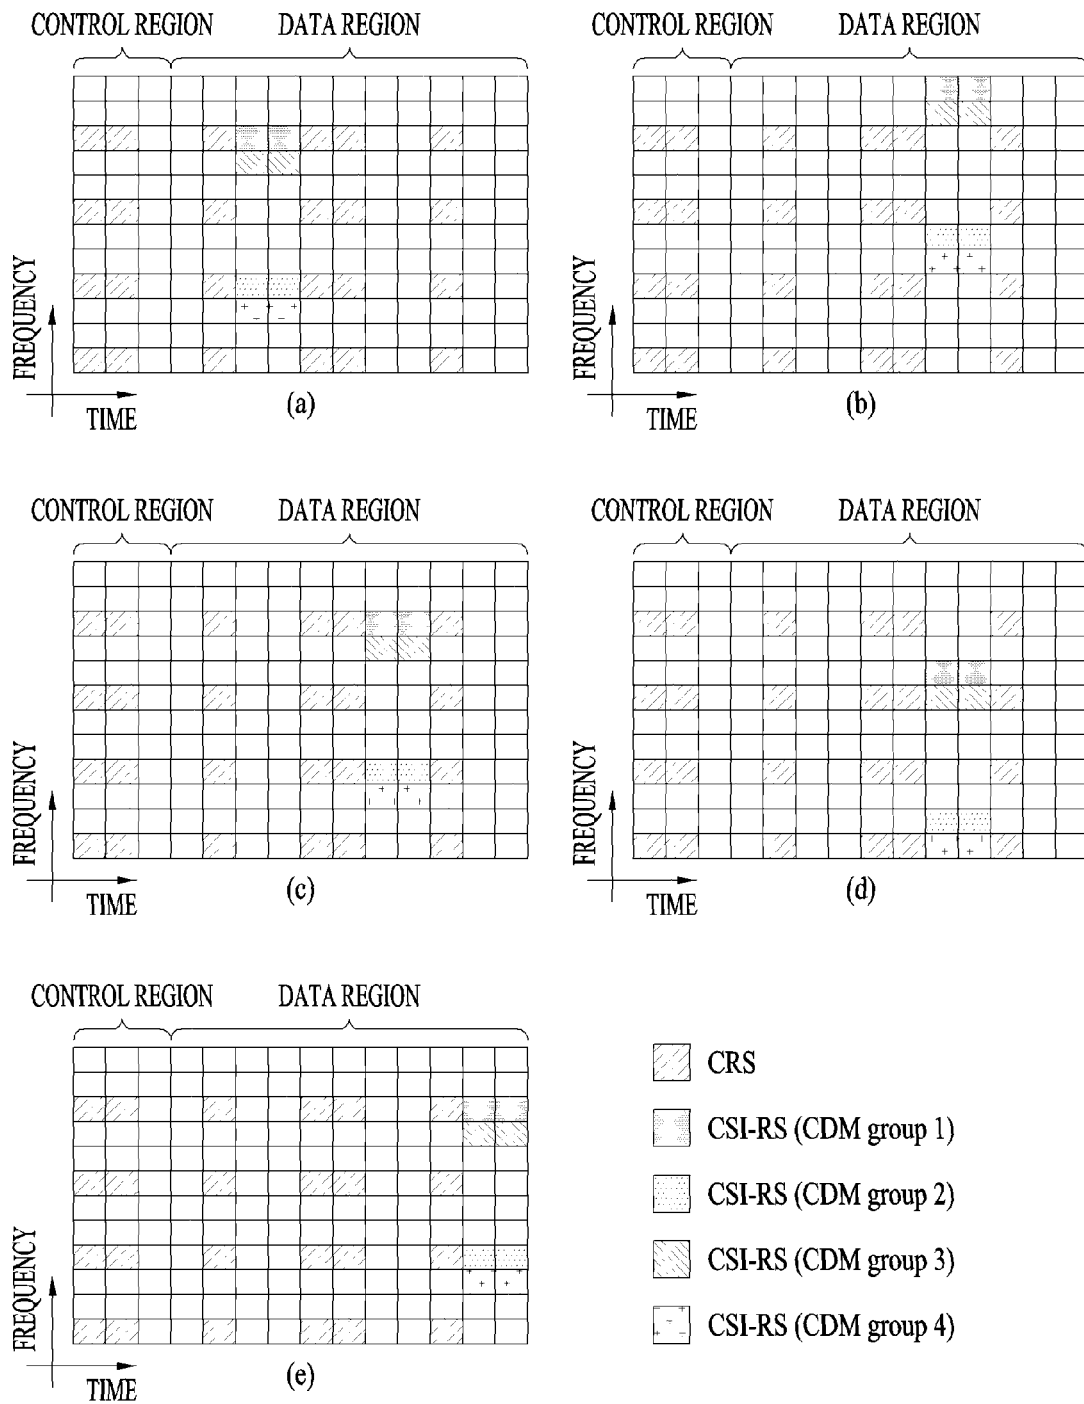 CONTROL REGION DATA REGION
FREQUENCY
TIME
(a)
CONTROL REGION DATA REGION
FREQUENCY
TIME
(b)
CONTROL REGION DATA REGION
FREQUENCY
TIME
(c)
CONTROL REGION DATA REGION
FREQUENCY
TIME
(d)
CONTROL REGION DATA REGION
FREQUENCY
TIME
(e)
CRS
CSI-RS (CDM group 1)
CSI-RS (CDM group 2)
CSI-RS (CDM group 3)
CSI-RS (CDM group 4)